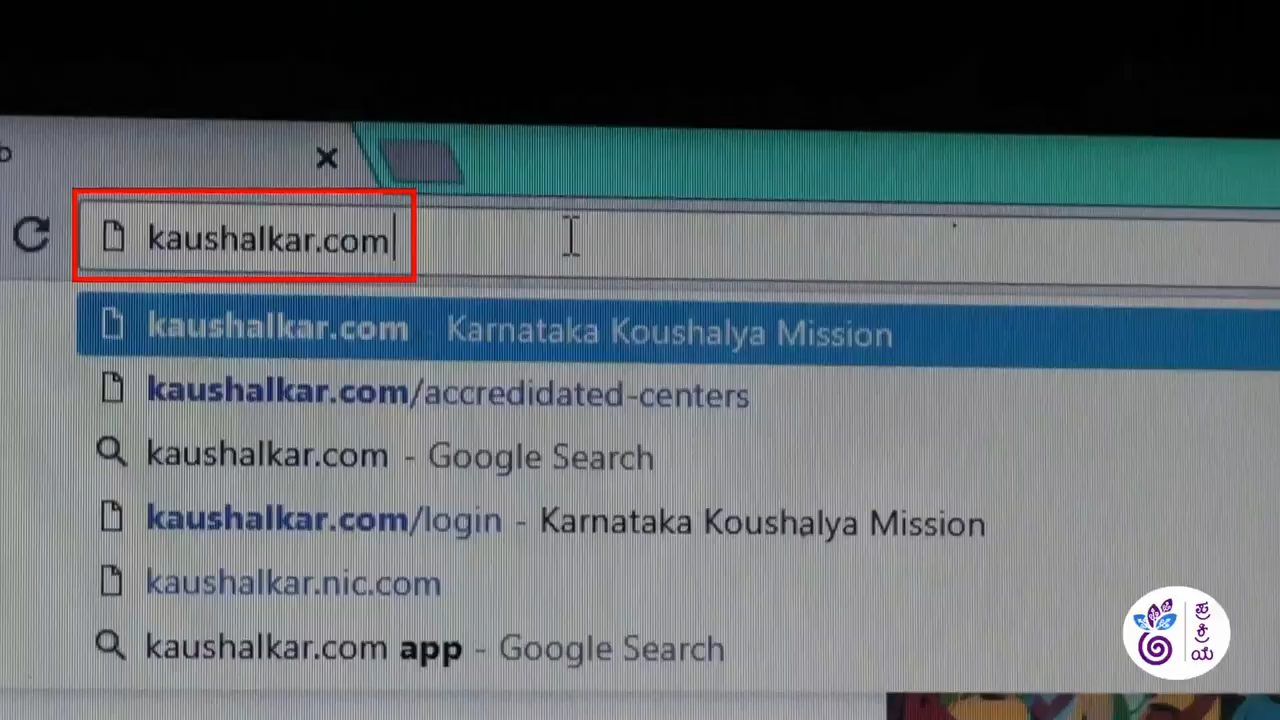 kaushalkar.com
kaushalkar.com Karnataka Koushalya Mission
kaushalkar.com/accredidated-centers
kaushalkar.com - Google Search
kaushalkar.com/login - Karnataka Koushalya Mission
kaushalkar.nic.com
kaushalkar.com app - Google Search
ಪ್ರ
ಕ್ರಿ
ಯೆ